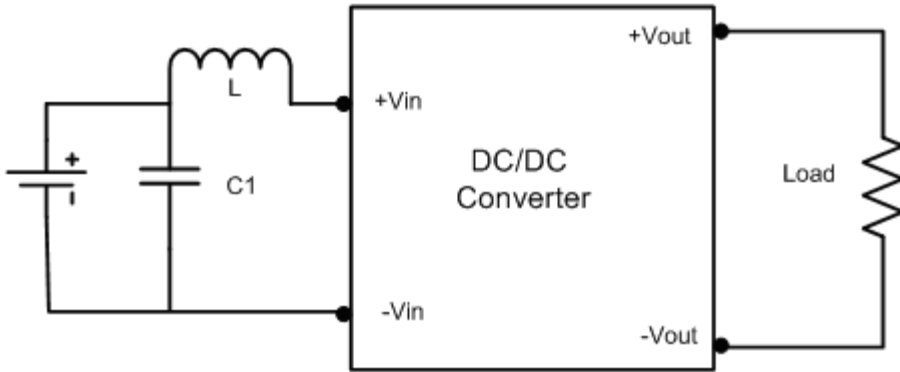 +Vout
L
+Vin
DC/DC
Converter
+
C1
Load
-
-Vin
-Vout